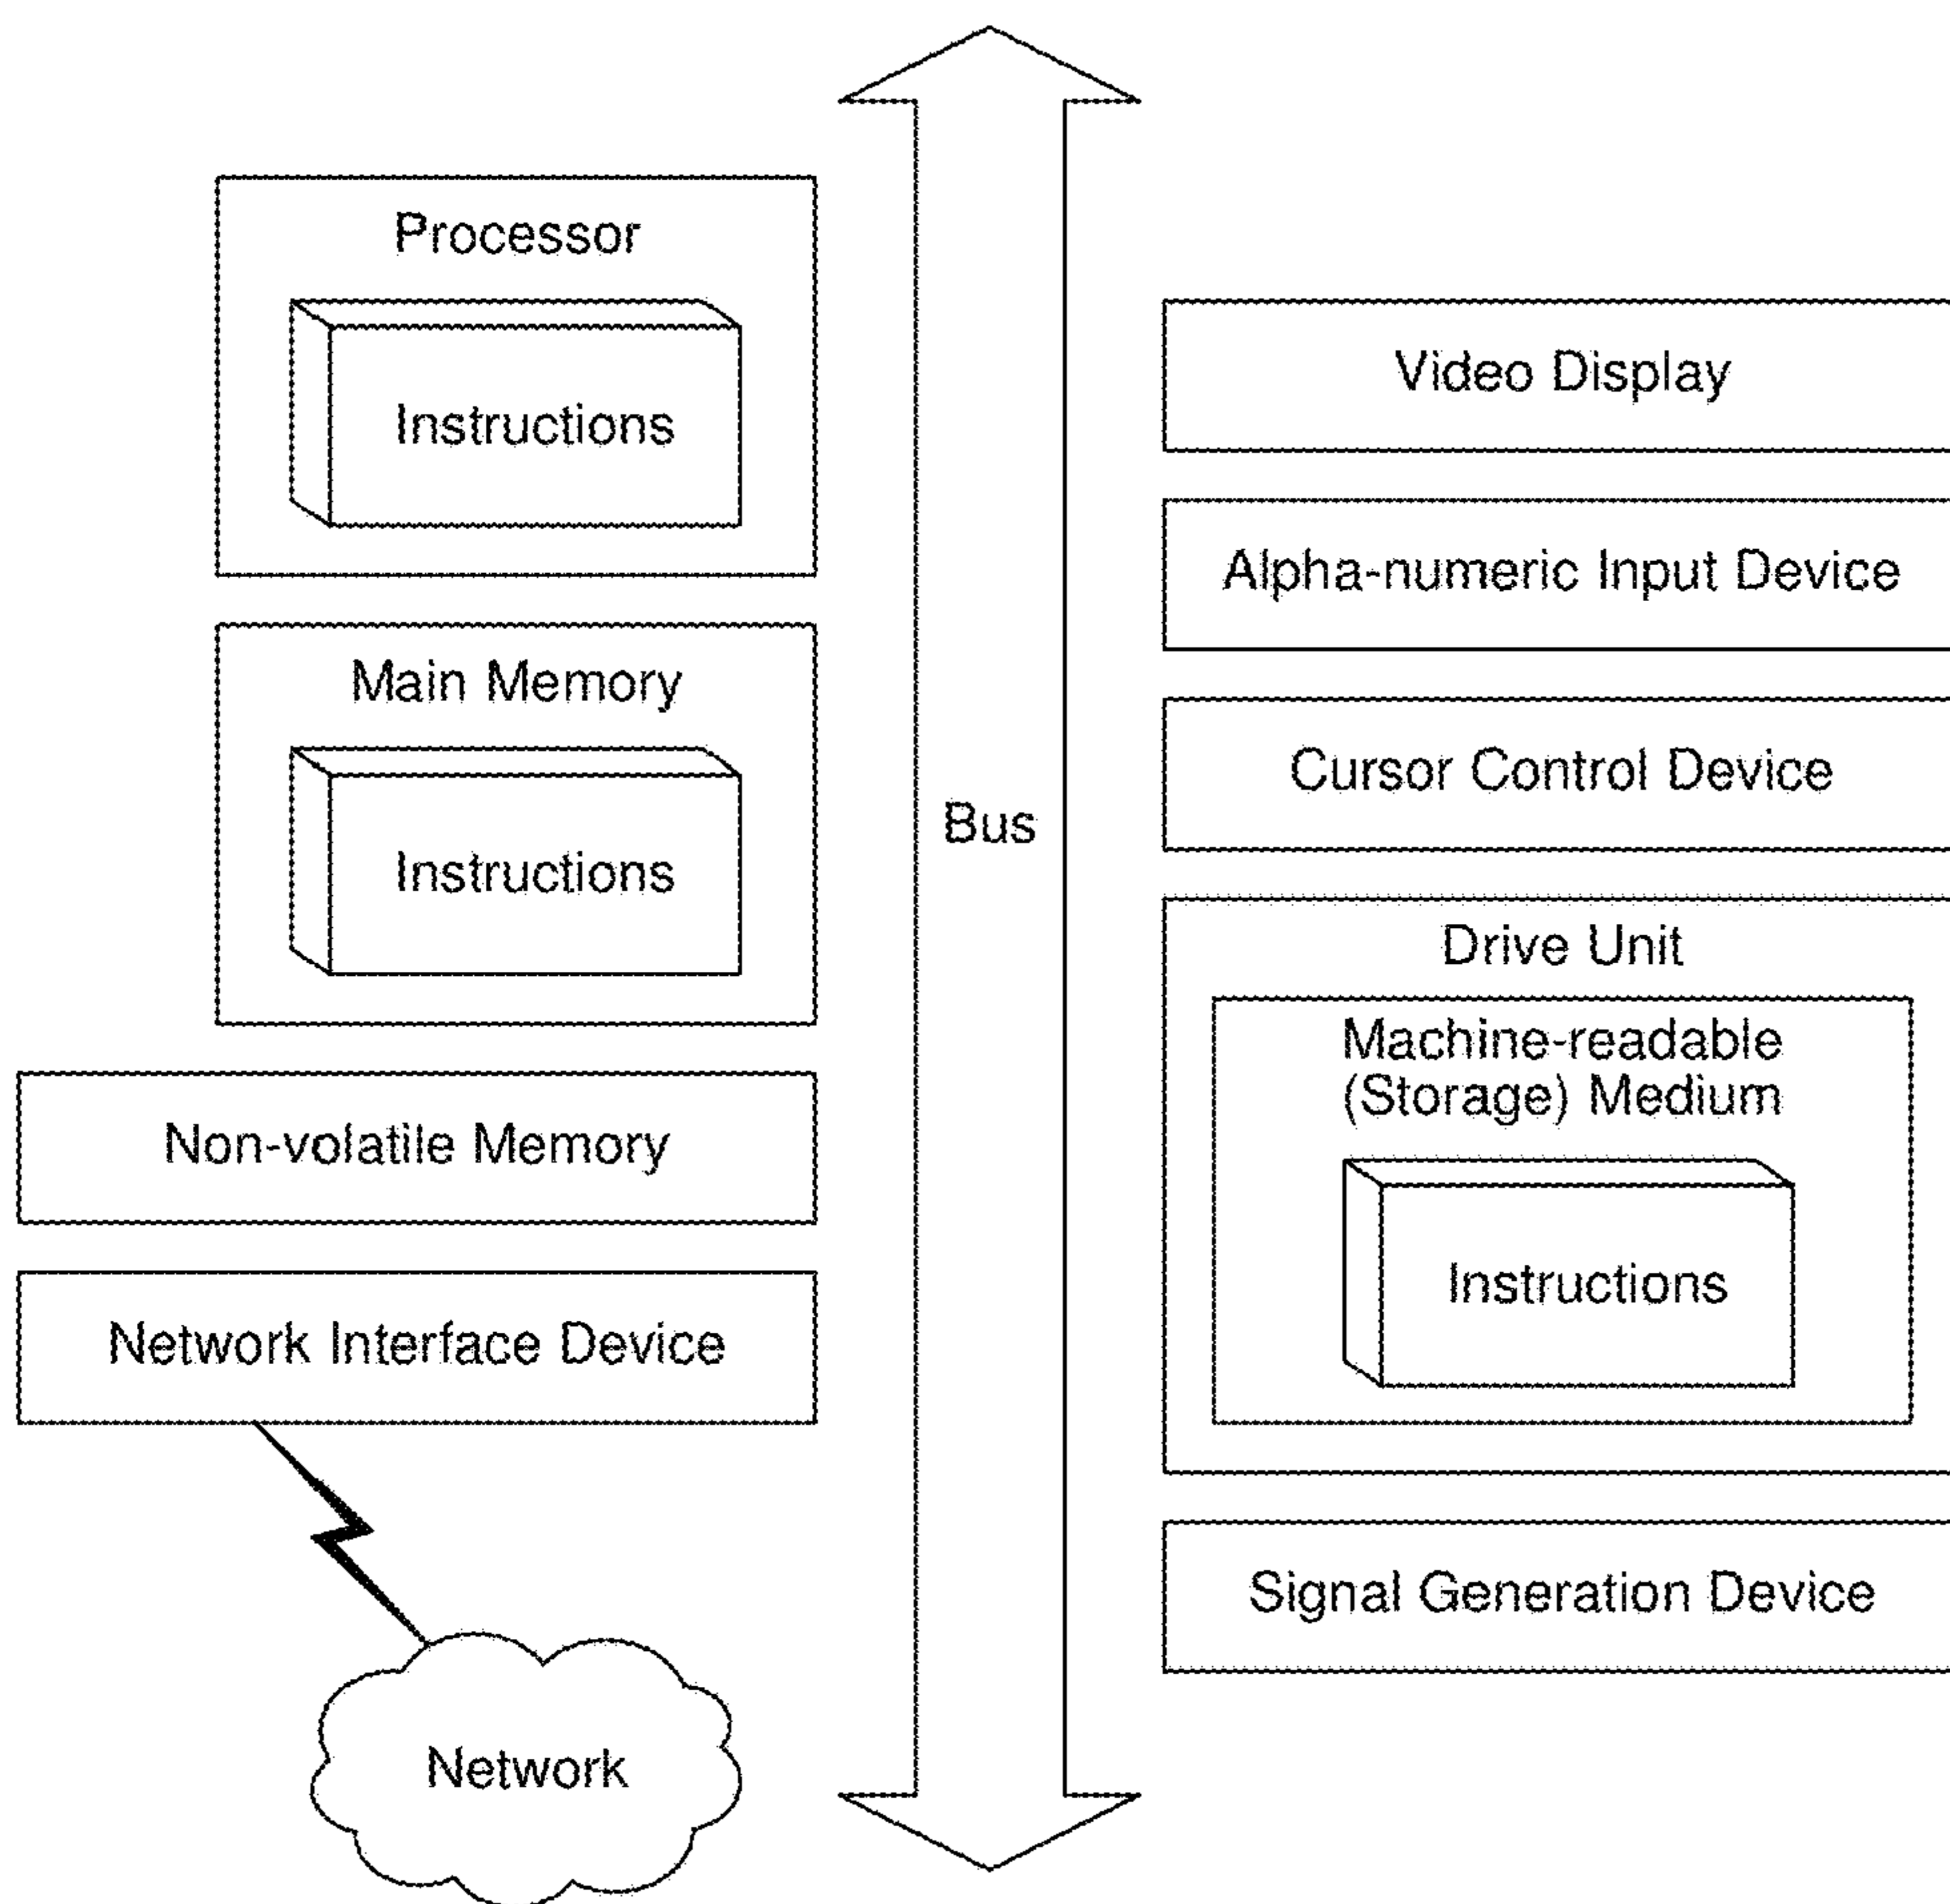 Processor
Instructions
Main Memory
Instructions
Non-volatile Memory
Network Interface Device
Network
Bus
Video Display
Alpha-numeric Input Device
Cursor Control Device
Drive Unit
Machine-readable
(Storage) Medium
Instructions
Signal Generation Device